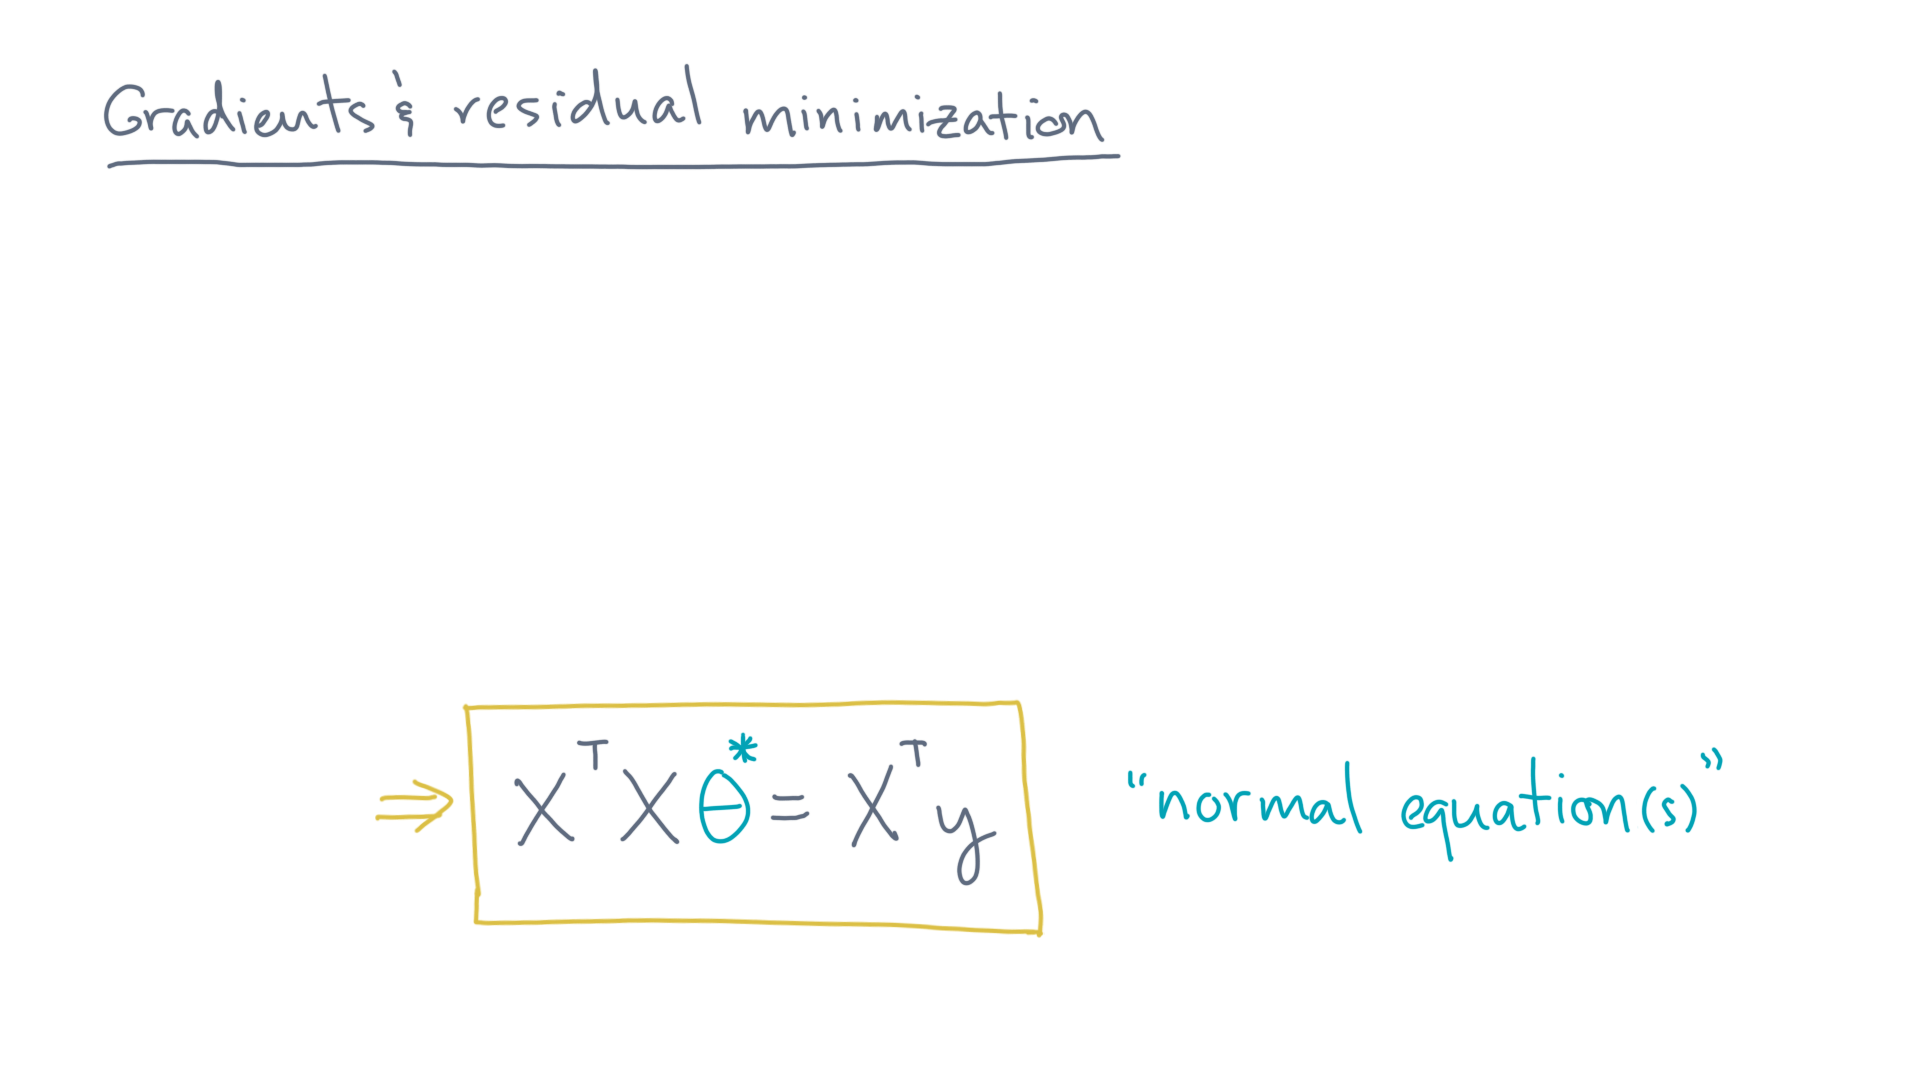 Gradients & residual minimization
⇒ XᵀXθ* = Xᵀy "normal equation(s)"